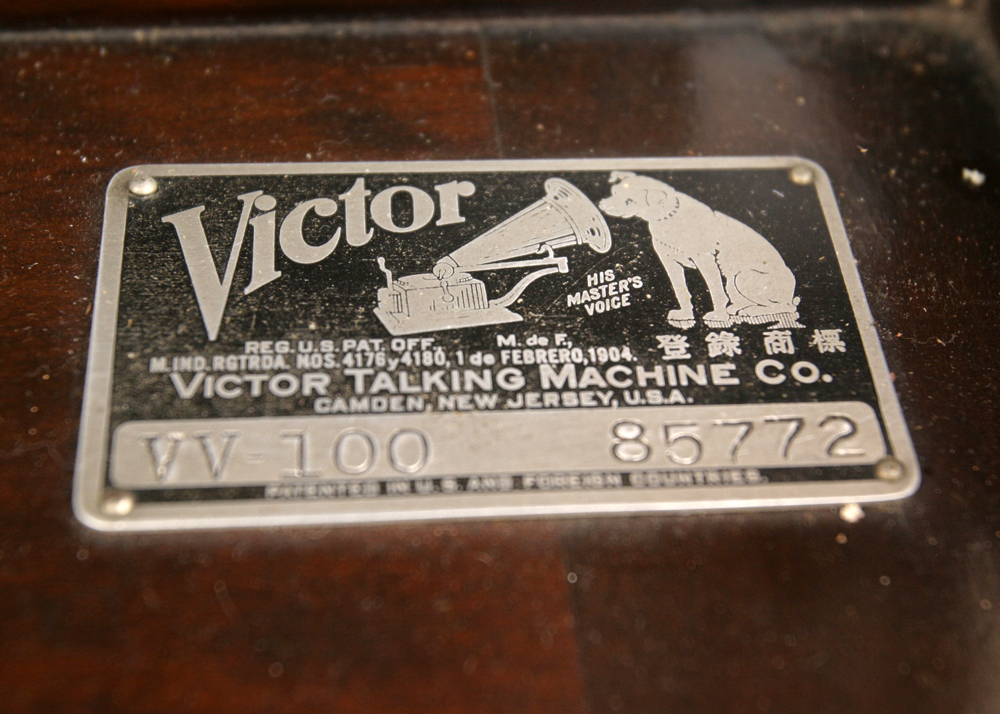 Victor
HIS
MASTER'S
VOICE
REG. U.S. PAT. OFF., M. de F.,
M. IND. RGTRDA. NOS. 4176 y 4180, 1 de FEBRERO, 1904.
登錄商標
VICTOR TALKING MACHINE CO.
CAMDEN, NEW JERSEY, U.S.A.
VV-100 85772
PATENTED IN U.S. AND FOREIGN COUNTRIES.